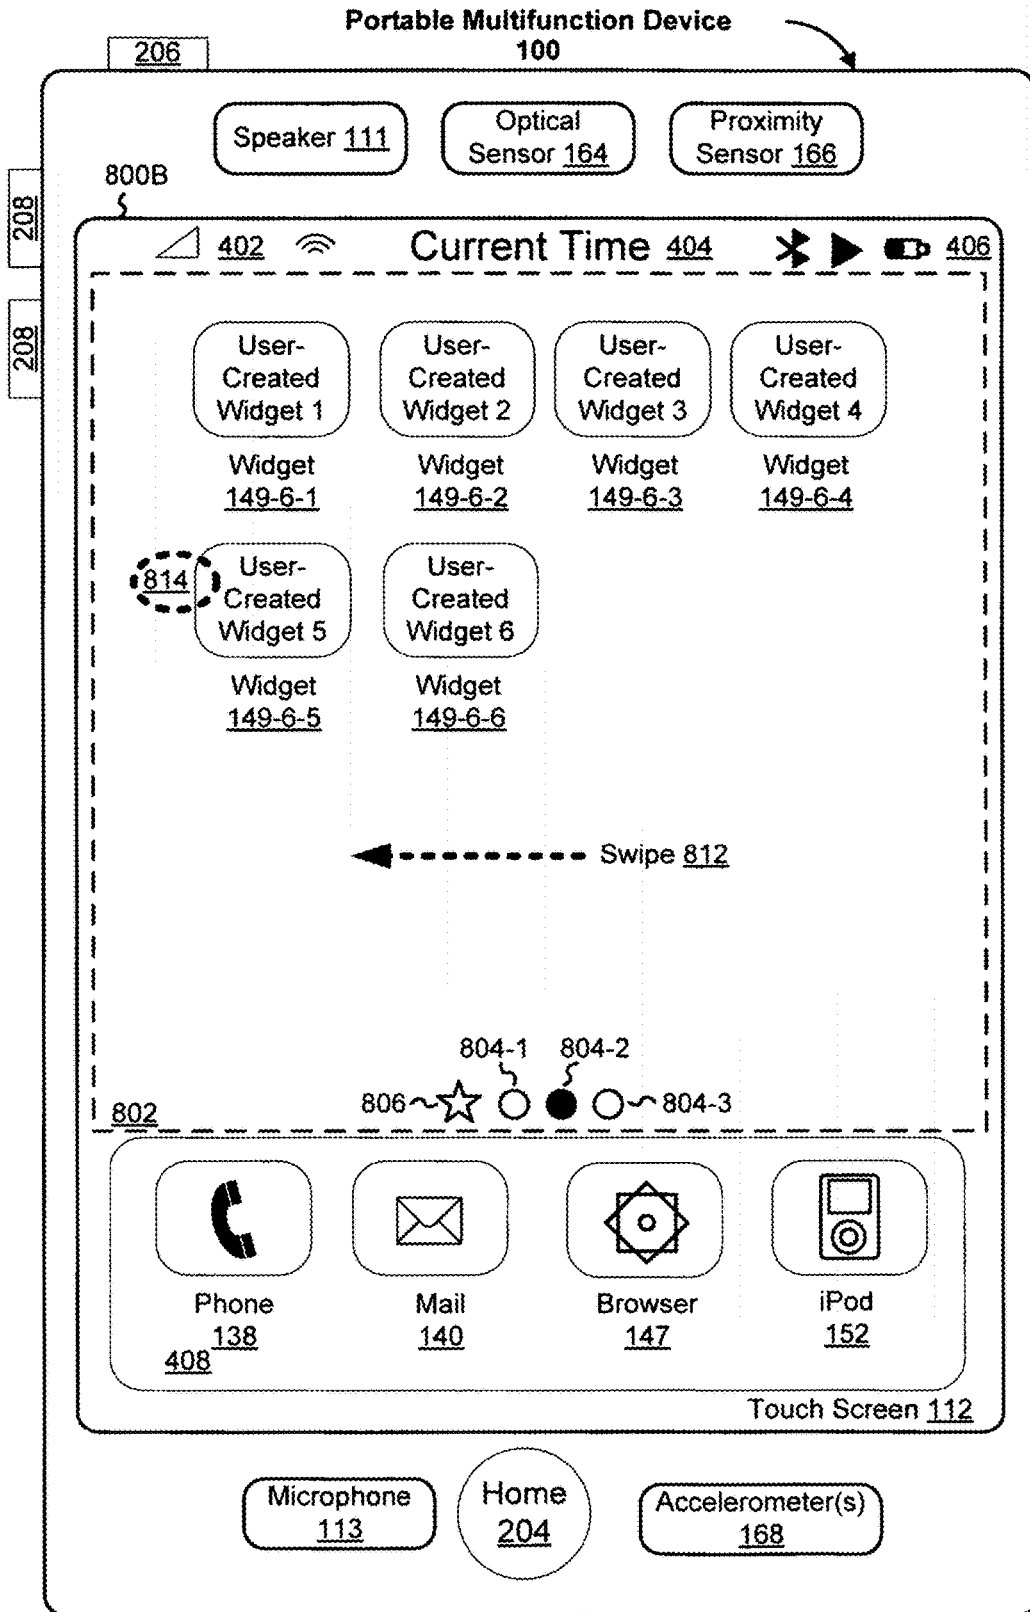 Portable Multifunction Device
100
206
Speaker 111
Optical
Sensor 164
Proximity
Sensor 166
800B
208
402 Current Time 404 406
208
User-
Created
Widget 1
User-
Created
Widget 2
User-
Created
Widget 3
User-
Created
Widget 4
Widget
149-6-1
Widget
149-6-2
Widget
149-6-3
Widget
149-6-4
814
User-
Created
Widget 5
User-
Created
Widget 6
Widget
149-6-5
Widget
149-6-6
Swipe 812
804-1 804-2
806 804-3
802
Phone
138
Mail
140
Browser
147
iPod
152
408
Touch Screen 112
Microphone
113
Home
204
Accelerometer(s)
168